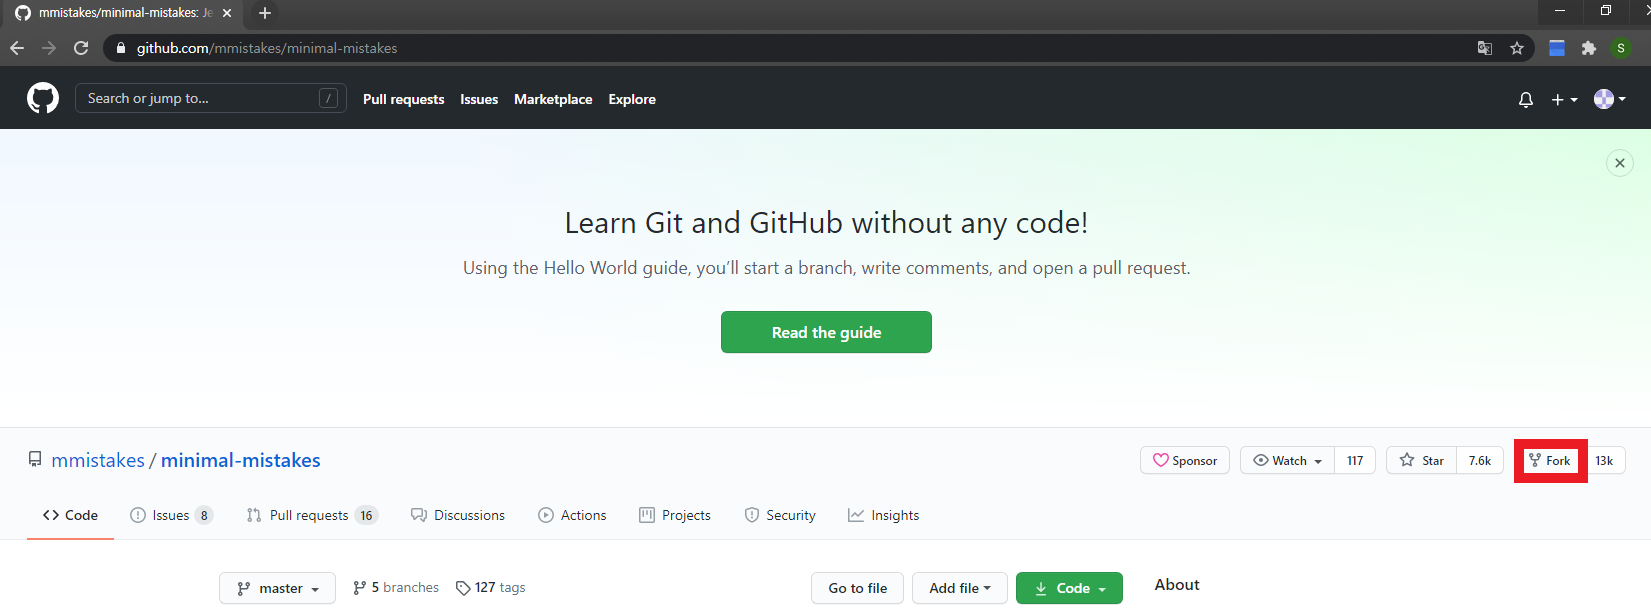 mmistakes/minimal-mistakes: Je
github.com/mmistakes/minimal-mistakes
S
Search or jump to...
/
Pull requests
Issues
Marketplace
Explore
Learn Git and GitHub without any code!
Using the Hello World guide, you’ll start a branch, write comments, and open a pull request.
Read the guide
mmistakes / minimal-mistakes
Sponsor
Watch
117
Star
7.6k
Fork
13k
Code
Issues 8
Pull requests 16
Discussions
Actions
Projects
Security
Insights
master
5 branches
127 tags
Go to file
Add file
Code
About